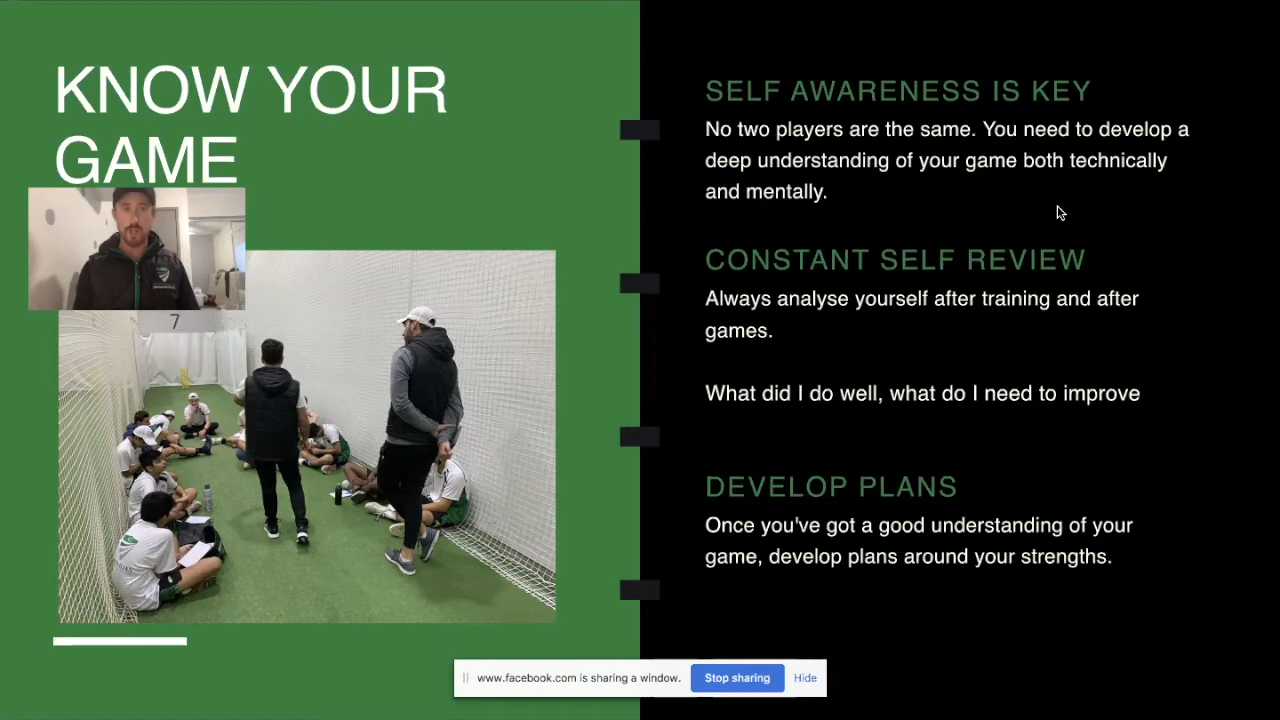 KNOW YOUR
GAME
7
SELF AWARENESS IS KEY
No two players are the same. You need to develop a
deep understanding of your game both technically
and mentally.
CONSTANT SELF REVIEW
Always analyse yourself after training and after
games.
What did I do well, what do I need to improve
DEVELOP PLANS
Once you've got a good understanding of your
game, develop plans around your strengths.
www.facebook.com is sharing a window.
Stop sharing
Hide